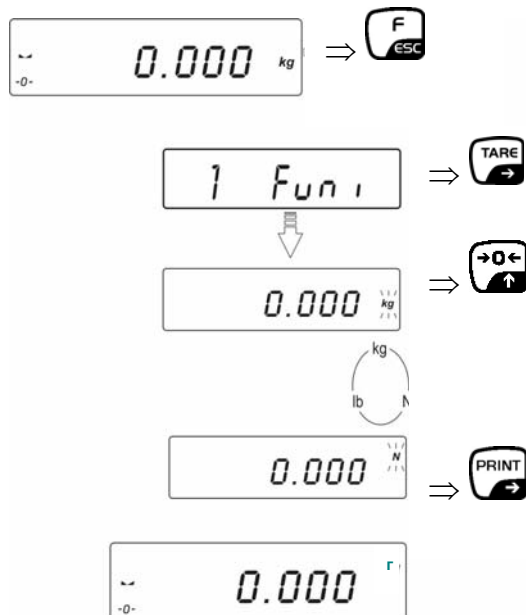 0.000 kg
-0-
F
ESC
1 Funi
TARE
0.000 kg
→0←
kg
lb N
0.000 N
PRINT
0.000
-0-